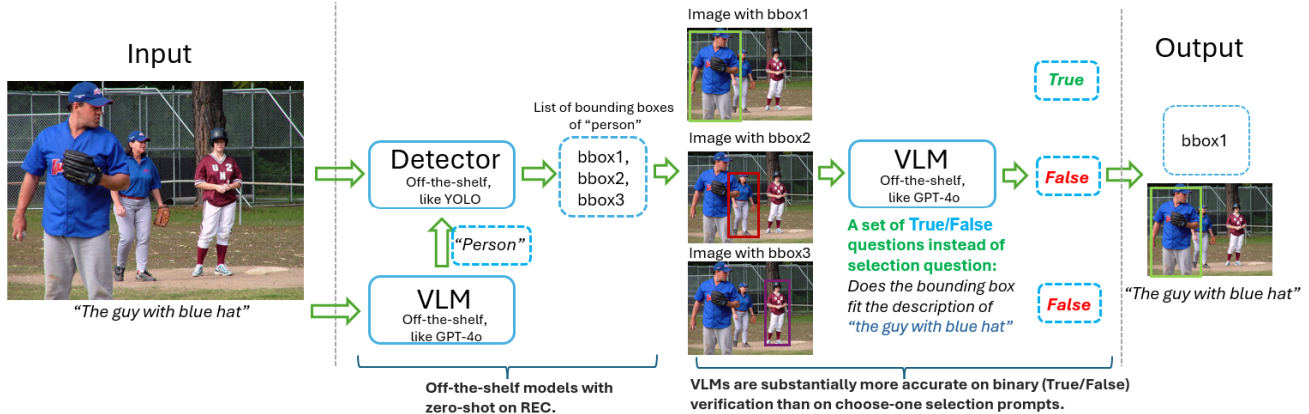 Input
"The guy with blue hat"
Detector
Off-the-shelf,
like YOLO
"Person"
VLM
Off-the-shelf,
like GPT-4o
List of bounding boxes
of "person"
bbox1,
bbox2,
bbox3
Off-the-shelf models with
zero-shot on REC.
Image with bbox1
Image with bbox2
Image with bbox3
VLM
Off-the-shelf,
like GPT-4o
A set of True/False
questions instead of
selection question:
Does the bounding box
fit the description of
"the guy with blue hat"
True
False
False
VLMs are substantially more accurate on binary (True/False)
verification than on choose-one selection prompts.
Output
bbox1
"The guy with blue hat"